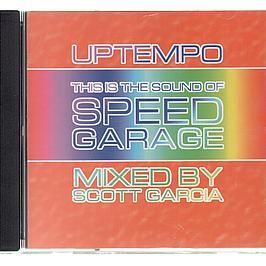 UPTEMPO
THIS IS THE SOUND OF
SPEED
GARAGE
MIXED BY
SCOTT GARCIA